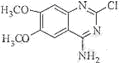 H₃CO N Cl
H₃CO N
NH₂